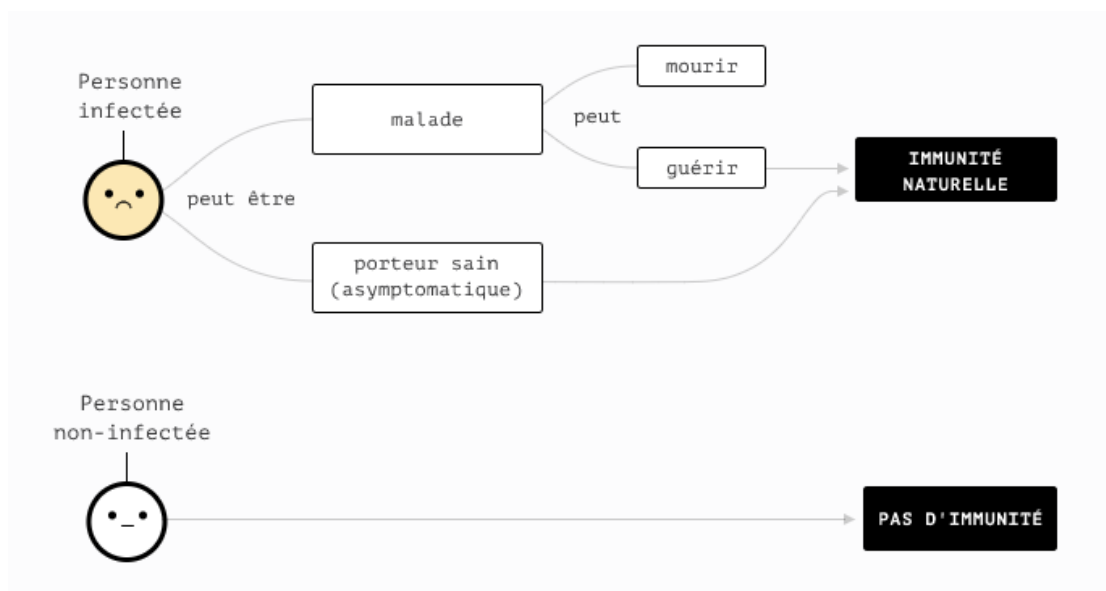 Personne
infectée
peut être
malade
peut
mourir
guérir
porteur sain
(asymptomatique)
IMMUNITÉ
NATURELLE
Personne
non-infectée
PAS D'IMMUNITÉ